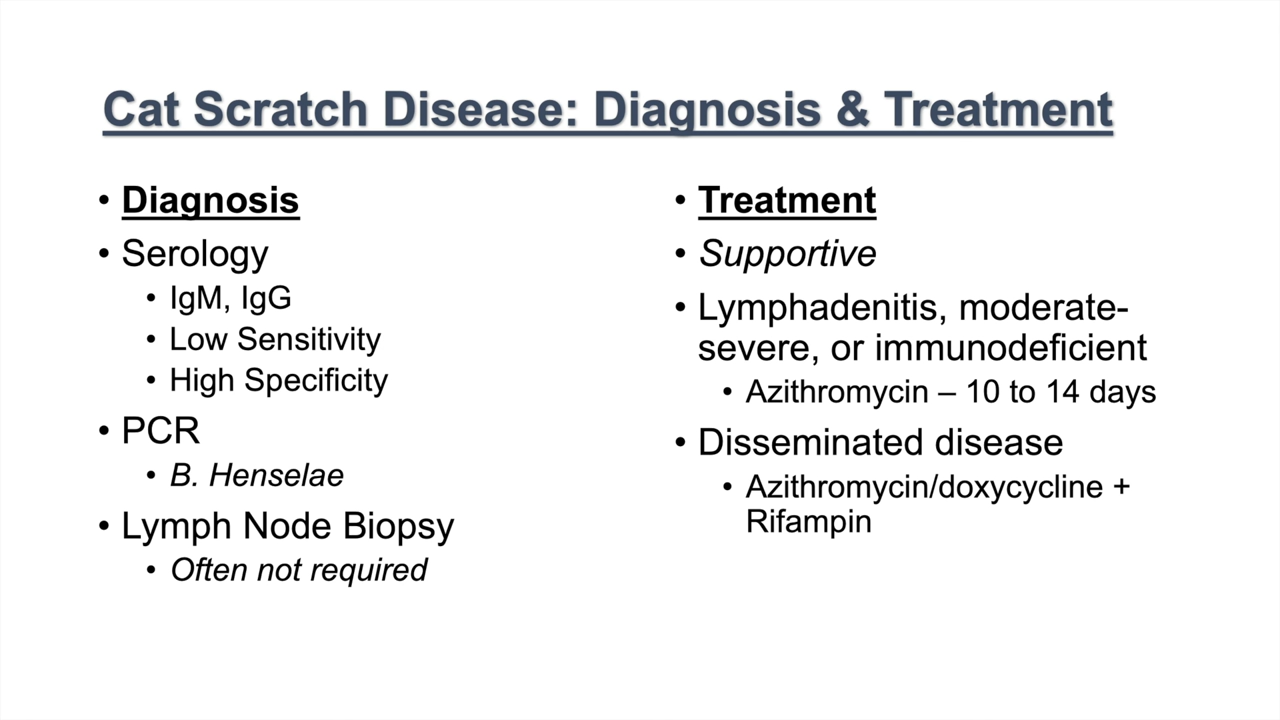 Cat Scratch Disease: Diagnosis & Treatment
• Diagnosis
• Serology
• IgM, IgG
• Low Sensitivity
• High Specificity
• PCR
• B. Henselae
• Lymph Node Biopsy
• Often not required
• Treatment
• Supportive
• Lymphadenitis, moderate-
severe, or immunodeficient
• Azithromycin – 10 to 14 days
• Disseminated disease
• Azithromycin/doxycycline +
Rifampin